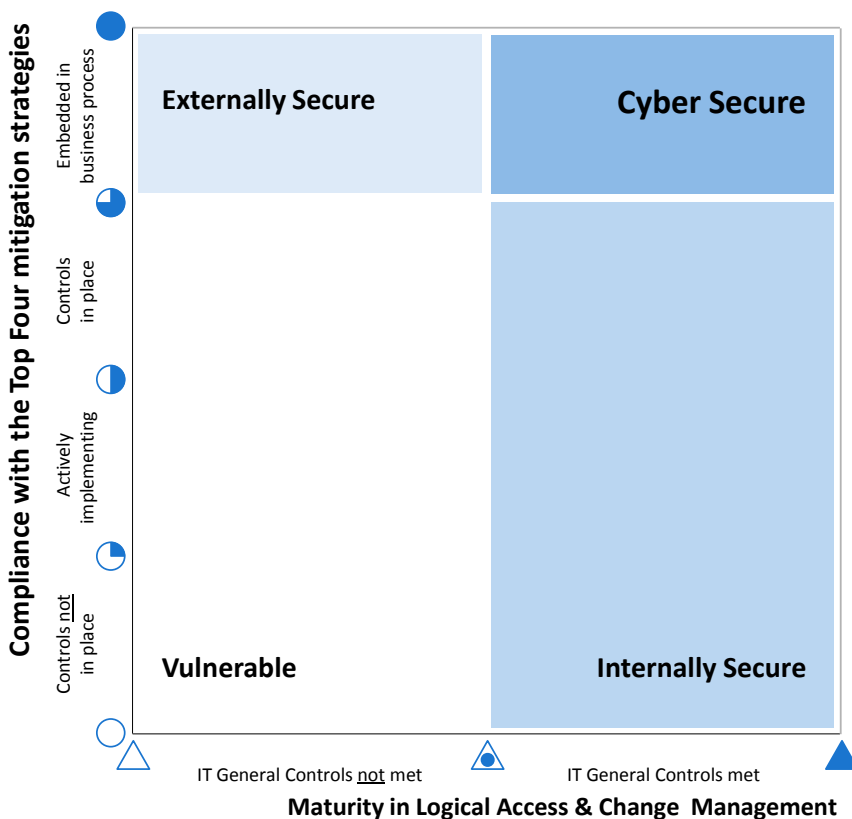 Compliance with the Top Four mitigation strategies
Embedded in
business process
Controls
in place
Actively
implementing
Controls not
in place
Externally Secure
Cyber Secure
Vulnerable
Internally Secure
IT General Controls not met
IT General Controls met
Maturity in Logical Access & Change Management